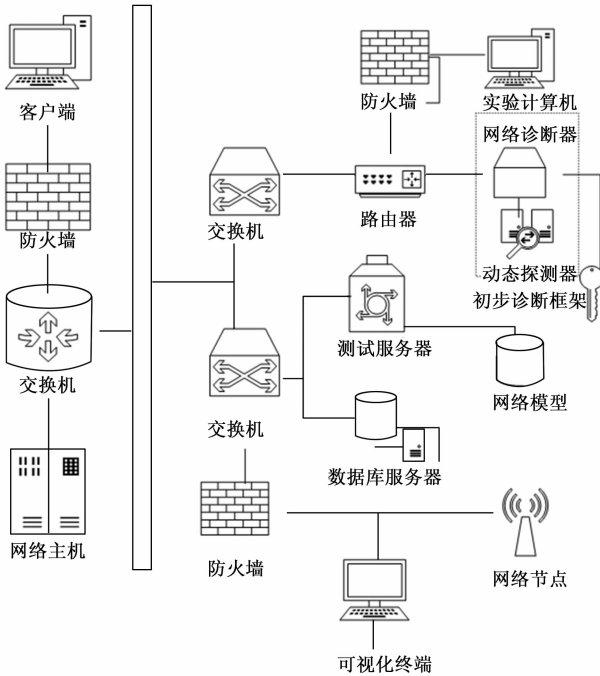 客户端
防火墙
实验计算机
防火墙
网络诊断器
交换机
路由器
动态探测器
初步诊断框架
测试服务器
交换机
网络模型
交换机
数据库服务器
网络主机
防火墙
网络节点
可视化终端